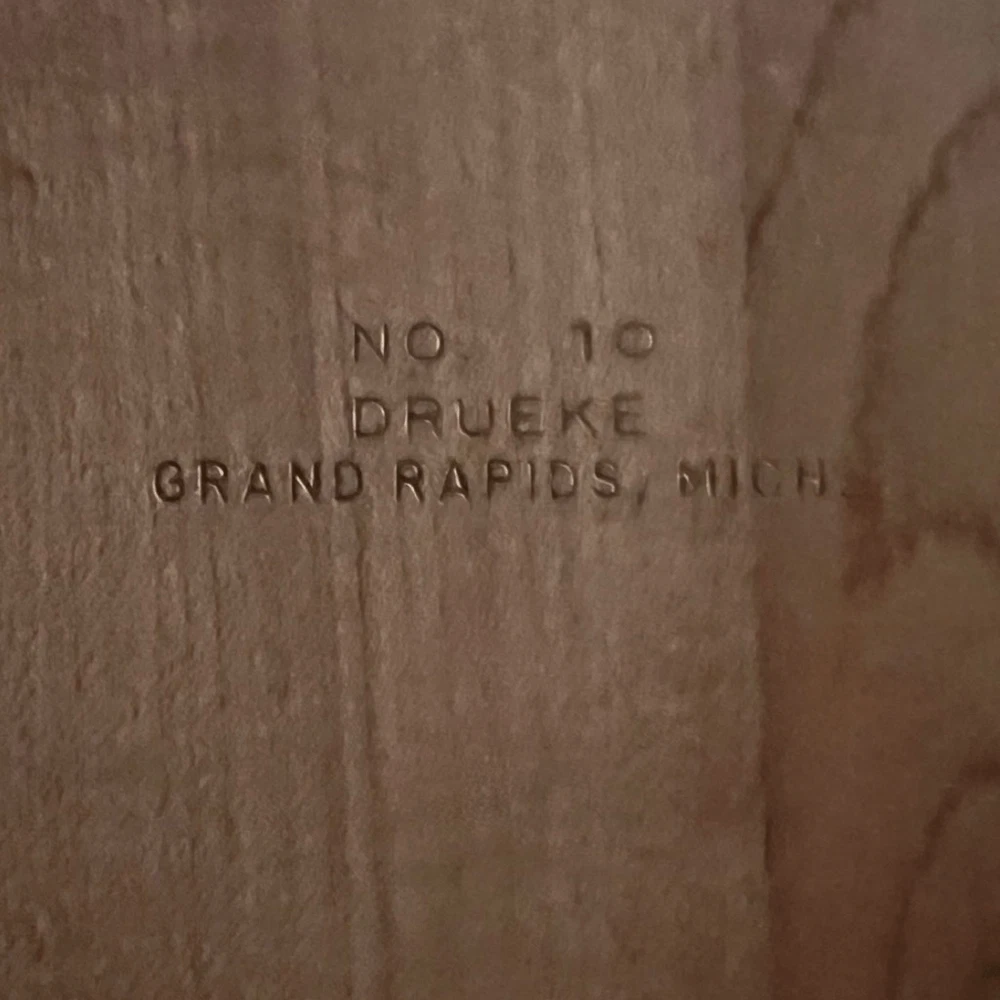 NO. 10
DRUEKE
GRAND RAPIDS, MICH.